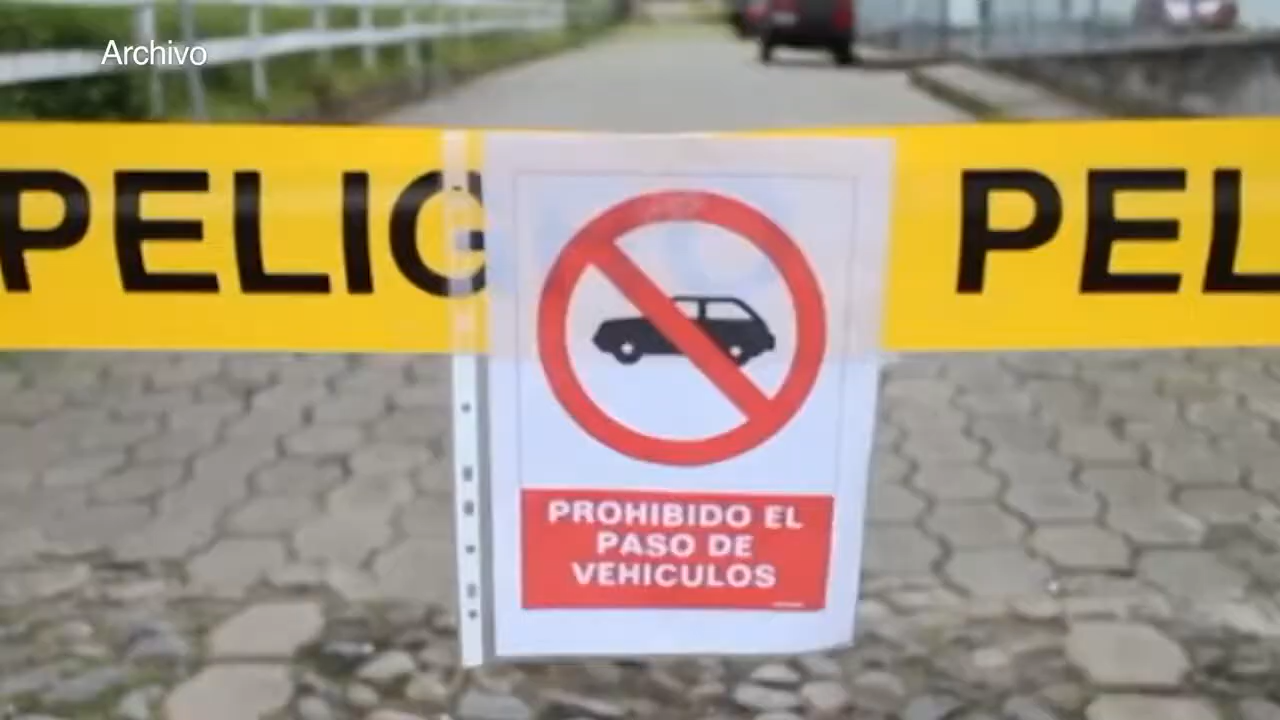 Archivo
PELIG
PEL
PROHIBIDO EL
PASO DE
VEHICULOS